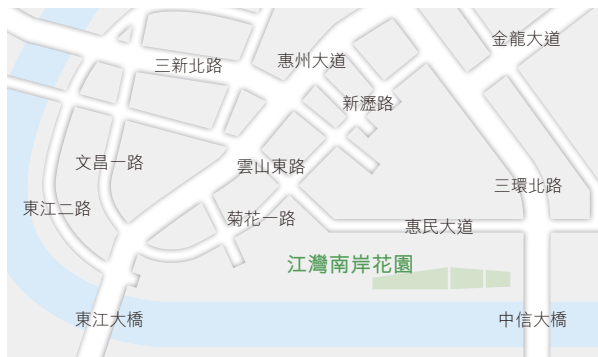 金龍大道
惠州大道
三新北路
新瀝路
文昌一路
雲山東路
三環北路
東江二路
菊花一路
惠民大道
江灣南岸花園
東江大橋
中信大橋